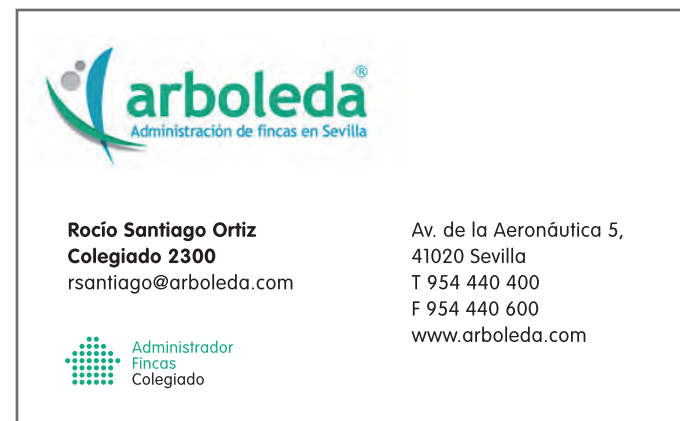 arboleda®
Administración de fincas en Sevilla
Rocío Santiago Ortiz
Colegiado 2300
rsantiago@arboleda.com
Av. de la Aeronáutica 5,
41020 Sevilla
T 954 440 400
F 954 440 600
www.arboleda.com
Administrador
Fincas
Colegiado